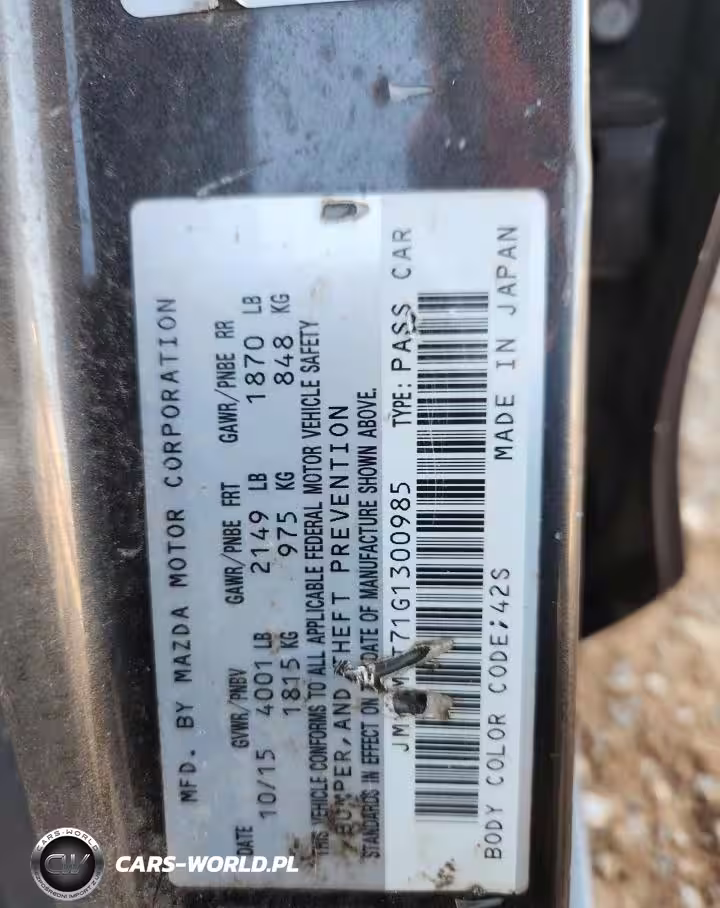 MFD. BY MAZDA MOTOR CORPORATION
DATE GVWR/PNBV GAWR/PNBE FRT GAWR/PNBE RR
10/15 4001 LB 2149 LB 1870 LB
1815 KG 975 KG 848 KG
THIS VEHICLE CONFORMS TO ALL APPLICABLE FEDERAL MOTOR VEHICLE SAFETY
BUMPER, AND THEFT PREVENTION
STANDARDS IN EFFECT ON DATE OF MANUFACTURE SHOWN ABOVE.
TYPE: PASS CAR
BODY COLOR CODE;42S MADE IN JAPAN
CARS-WORLD
CW
CARS-WORLD.PL